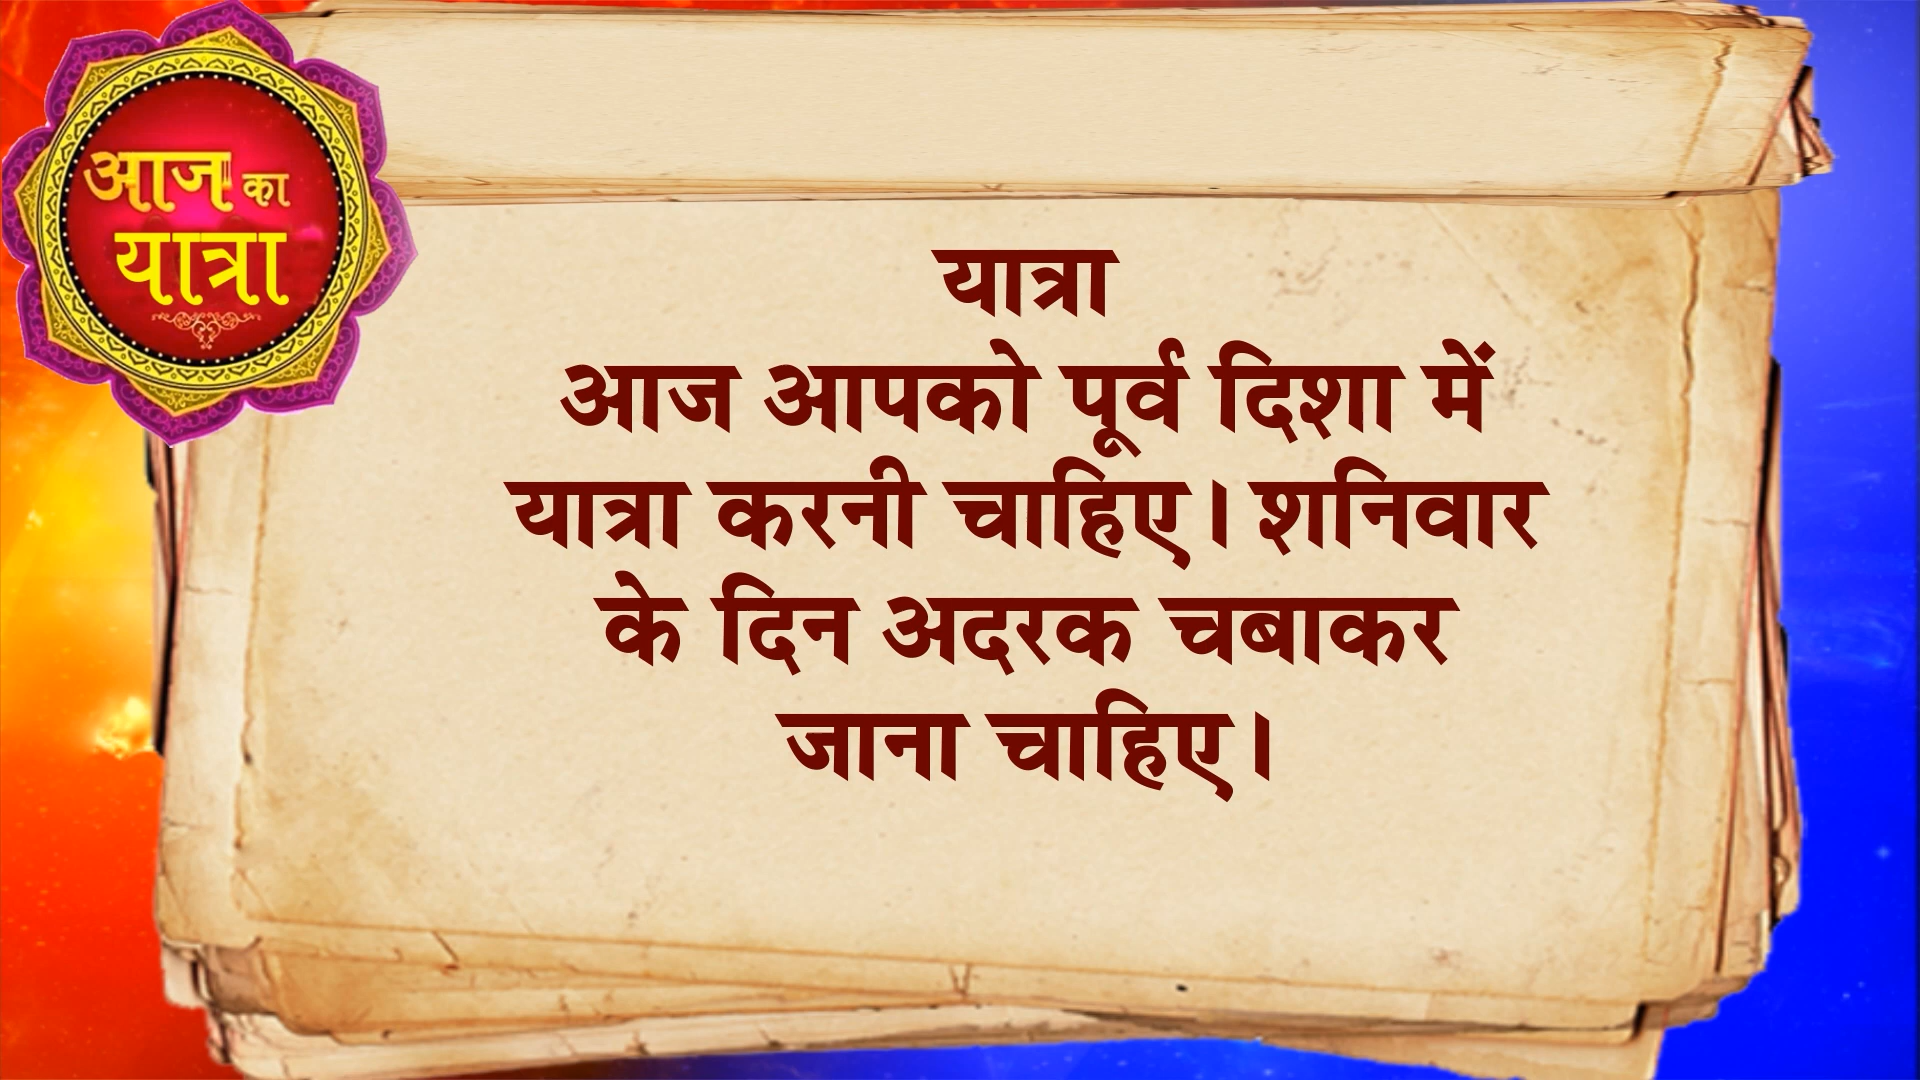 आज का
यात्रा
यात्रा
आज आपको पूर्व दिशा में
यात्रा करनी चाहिए। शनिवार
के दिन अदरक चबाकर
जाना चाहिए।